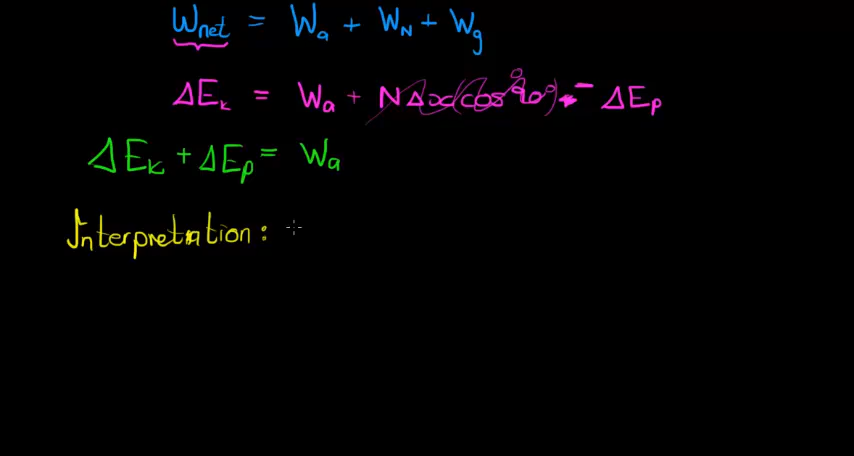 Wnet = Wa + WN + Wg
ΔEk = Wa + NΔx(cos 90°) - ΔEp
ΔEk + ΔEp = Wa
Interpretation: